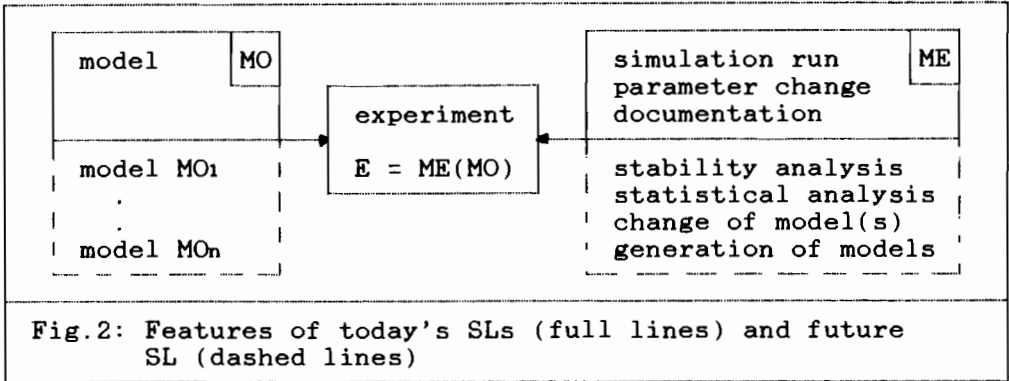 model MO
model MO1
.
.
model MOn
experiment
E = ME(MO)
simulation run ME
parameter change
documentation
stability analysis
statistical analysis
change of model(s)
generation of models
Fig.2: Features of today's SLs (full lines) and future
SL (dashed lines)